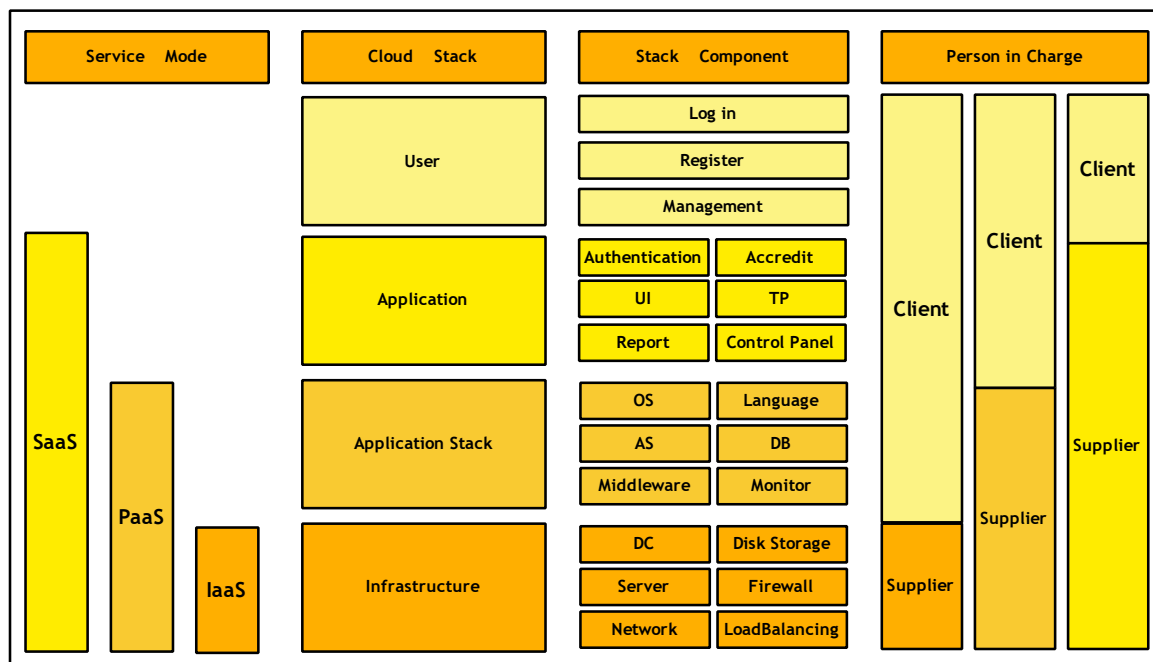 Service Mode
Cloud Stack
Stack Component
Person in Charge
SaaS
PaaS
IaaS
User
Application
Application Stack
Infrastructure
Log in
Register
Management
Authentication
Accredit
UI
TP
Report
Control Panel
OS
Language
AS
DB
Middleware
Monitor
DC
Disk Storage
Server
Firewall
Network
LoadBalancing
Client
Supplier
Client
Supplier
Client
Supplier